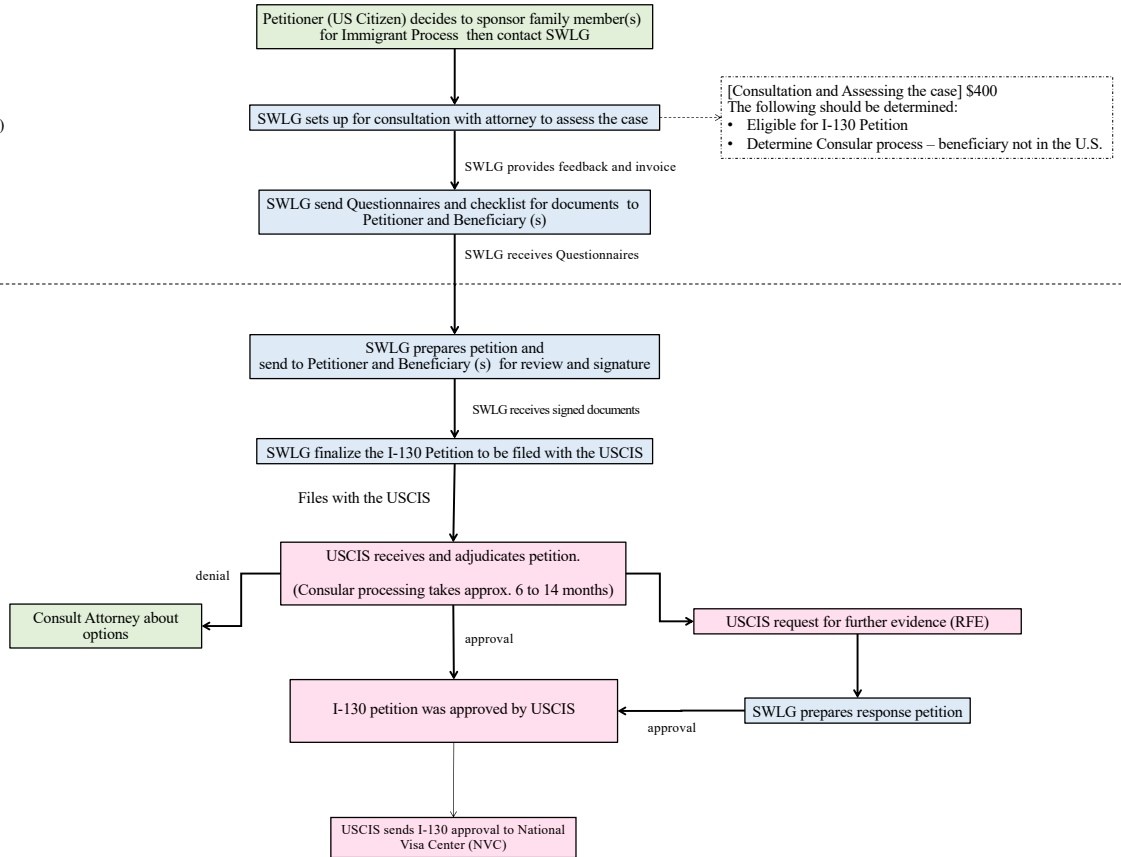 Petitioner (US Citizen) decides to sponsor family member(s)
for Immigrant Process then contact SWLG
[Consultation and Assessing the case] $400
The following should be determined:
• Eligible for I-130 Petition
• Determine Consular process – beneficiary not in the U.S.
)
SWLG sets up for consultation with attorney to assess the case
SWLG provides feedback and invoice
SWLG send Questionnaires and checklist for documents to
Petitioner and Beneficiary (s)
SWLG receives Questionnaires
SWLG prepares petition and
send to Petitioner and Beneficiary (s) for review and signature
SWLG receives signed documents
SWLG finalize the I-130 Petition to be filed with the USCIS
Files with the USCIS
USCIS receives and adjudicates petition.
(Consular processing takes approx. 6 to 14 months)
denial
Consult Attorney about
options
approval
USCIS request for further evidence (RFE)
I-130 petition was approved by USCIS
SWLG prepares response petition
approval
USCIS sends I-130 approval to National
Visa Center (NVC)